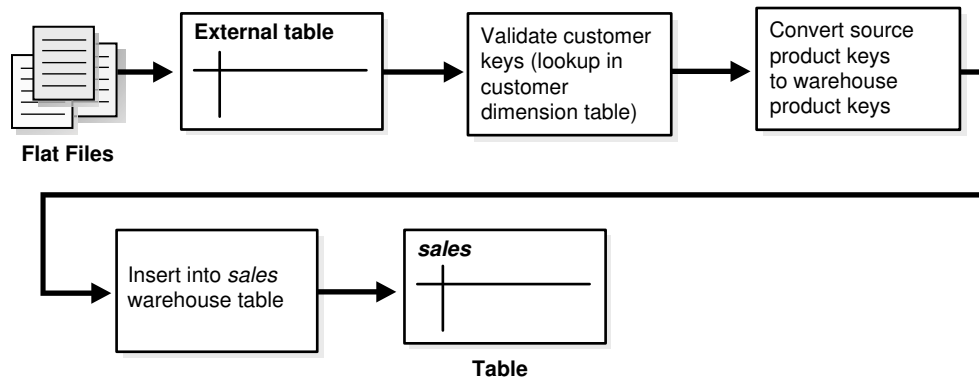 External table
Validate customer
keys (lookup in
customer
dimension table)
Convert source
product keys
to warehouse
product keys
Flat Files
Insert into sales
warehouse table
sales
Table